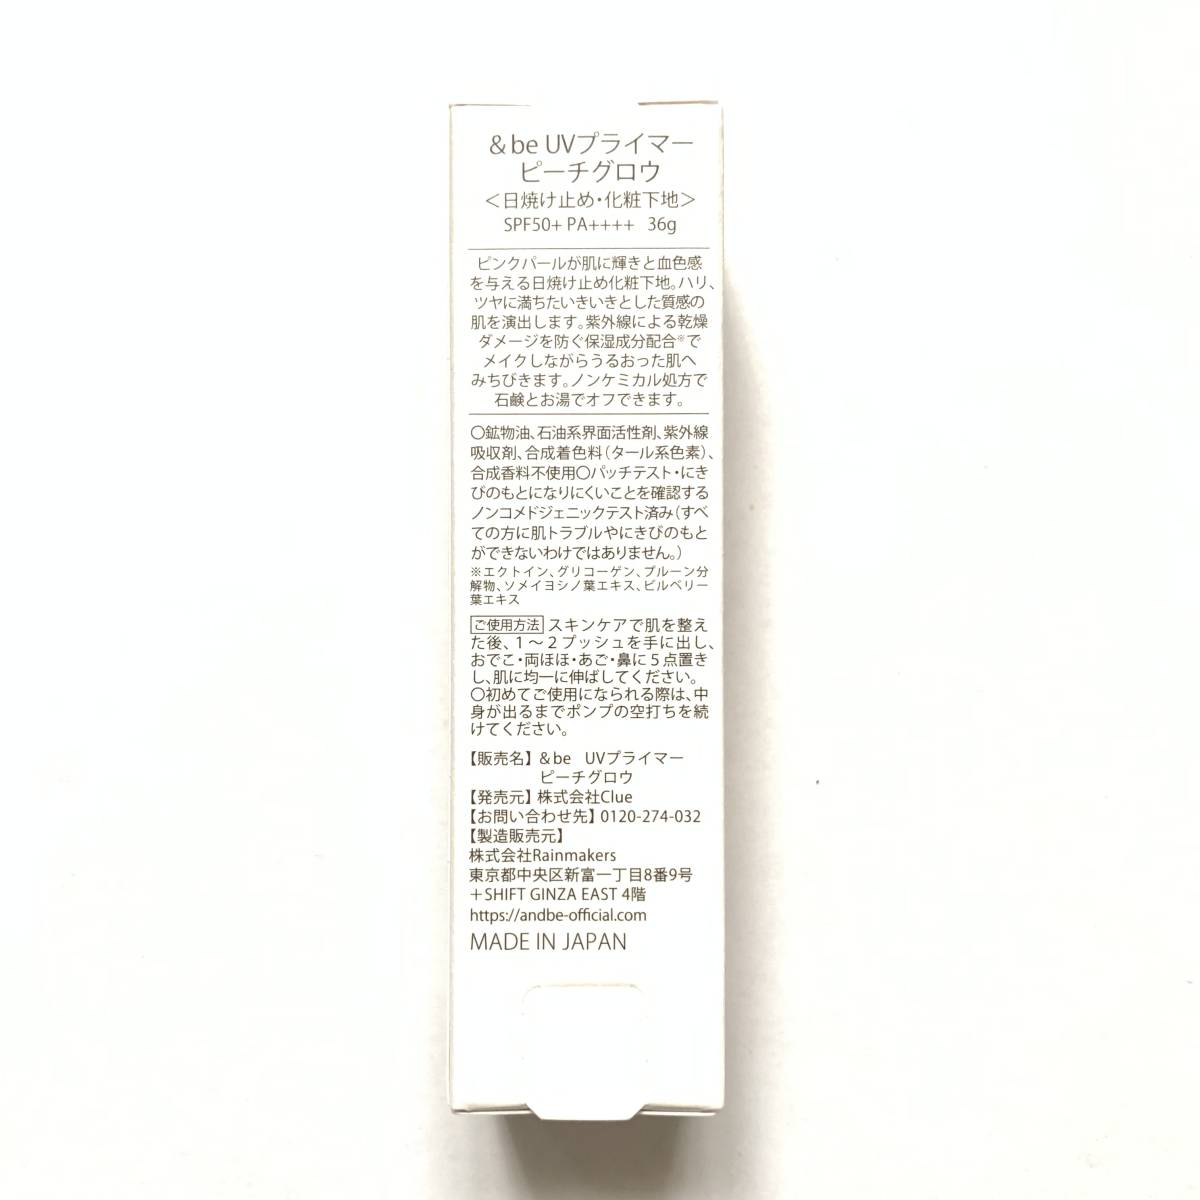 &be UVプライマー
ピーチグロウ
＜日焼け止め・化粧下地＞
SPF50+ PA++++ 36g
ピンクパールが肌に輝きと血色感
を与える日焼け止め化粧下地。ハリ、
ツヤに満ちたいきいきとした質感の
肌を演出します。紫外線による乾燥
ダメージを防ぐ保湿成分配合※で
メイクしながらうるおった肌へ
みちびきます。ノンケミカル処方で
石鹸とお湯でオフできます。
〇鉱物油、石油系界面活性剤、紫外線
吸収剤、合成着色料（タール系色素）、
合成香料不使用〇パッチテスト・にき
びのもとになりにくいことを確認する
ノンコメドジェニックテスト済み（すべ
ての方に肌トラブルやにきびのもと
ができないわけではありません。）
※エクトイン、グリコーゲン、プルーン分
解物、ソメイヨシノ葉エキス、ビルベリー
葉エキス
ご使用方法 スキンケアで肌を整え
た後、1～2プッシュを手に出し、
おでこ・両ほほ・あご・鼻に5点置き
し、肌に均一に伸ばしてください。
〇初めてご使用になられる際は、中
身が出るまでポンプの空打ちを続
けてください。
【販売名】&be UVプライマー
ピーチグロウ
【発売元】株式会社Clue
【お問い合わせ先】0120-274-032
【製造販売元】
株式会社Rainmakers
東京都中央区新富一丁目8番9号
＋SHIFT GINZA EAST 4階
https://andbe-official.com
MADE IN JAPAN